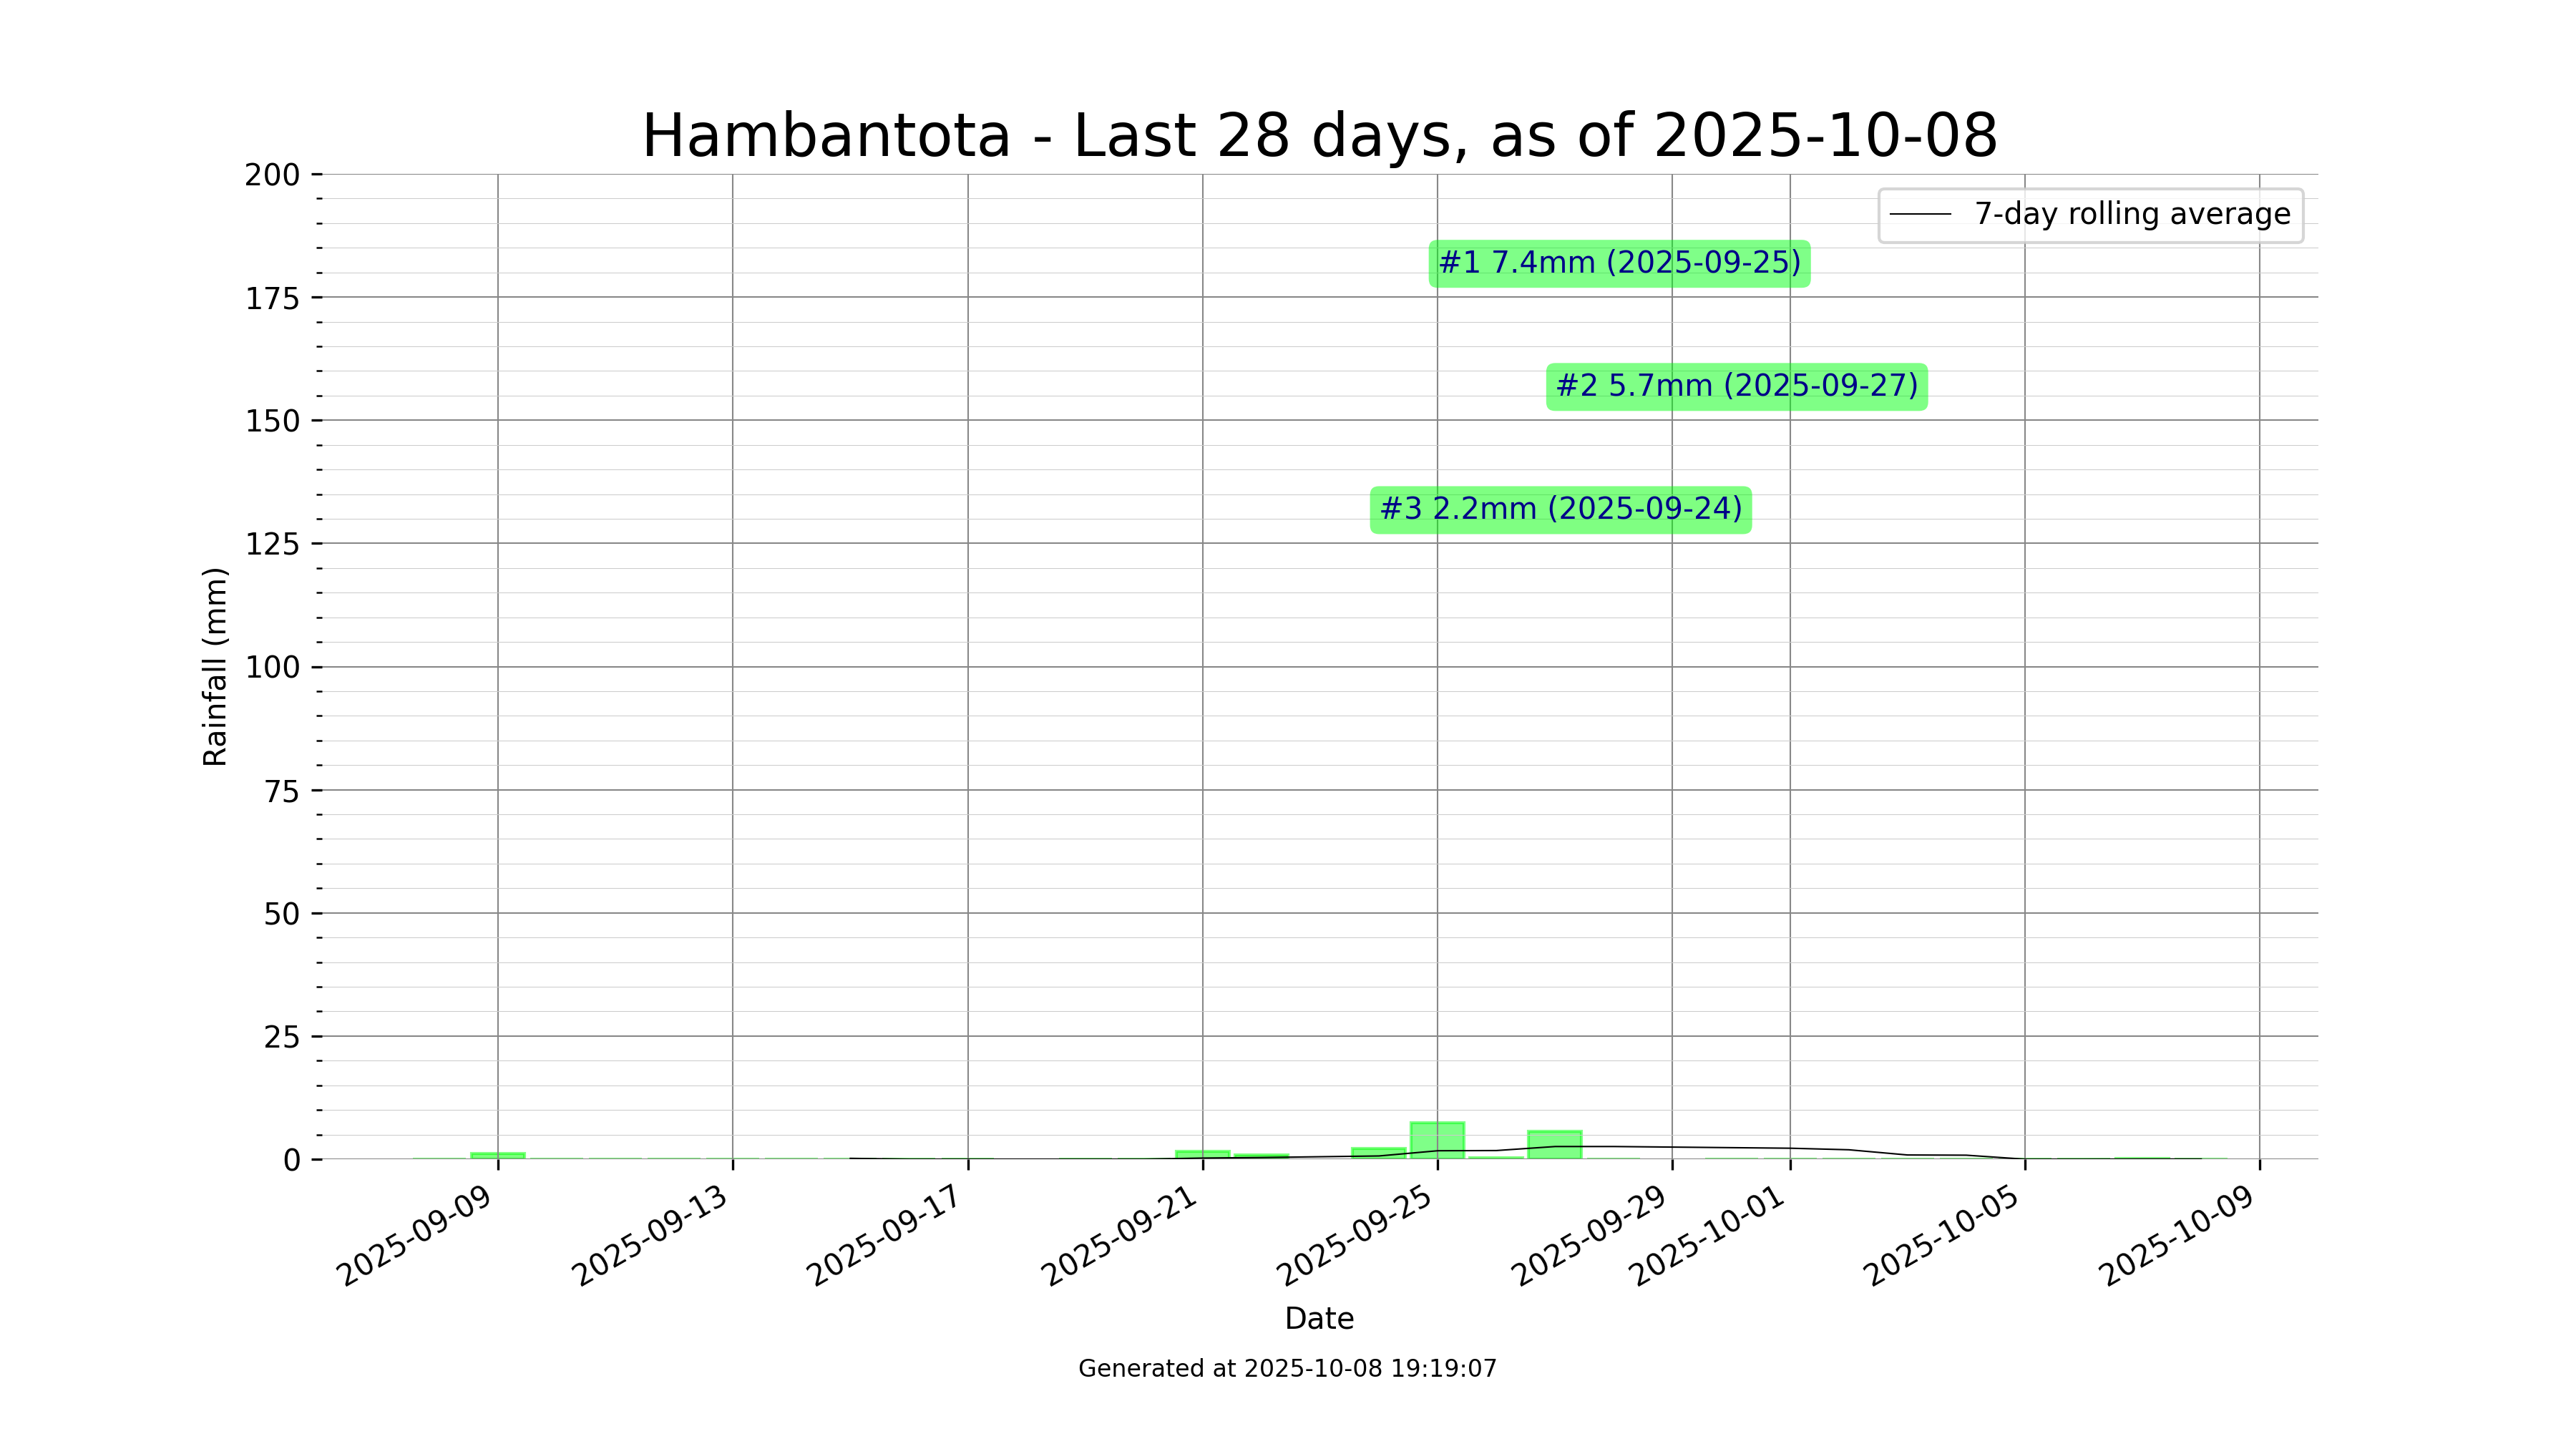 Hambantota - Last 28 days, as of 2025-10-08
200
175
150
125
100
75
50
25
0
Rainfall (mm)
7-day rolling average
#1 7.4mm (2025-09-25)
#2 5.7mm (2025-09-27)
#3 2.2mm (2025-09-24)
2025-09-09
2025-09-13
2025-09-17
2025-09-21
2025-09-25
2025-09-29
2025-10-01
2025-10-05
2025-10-09
Date
Generated at 2025-10-08 19:19:07